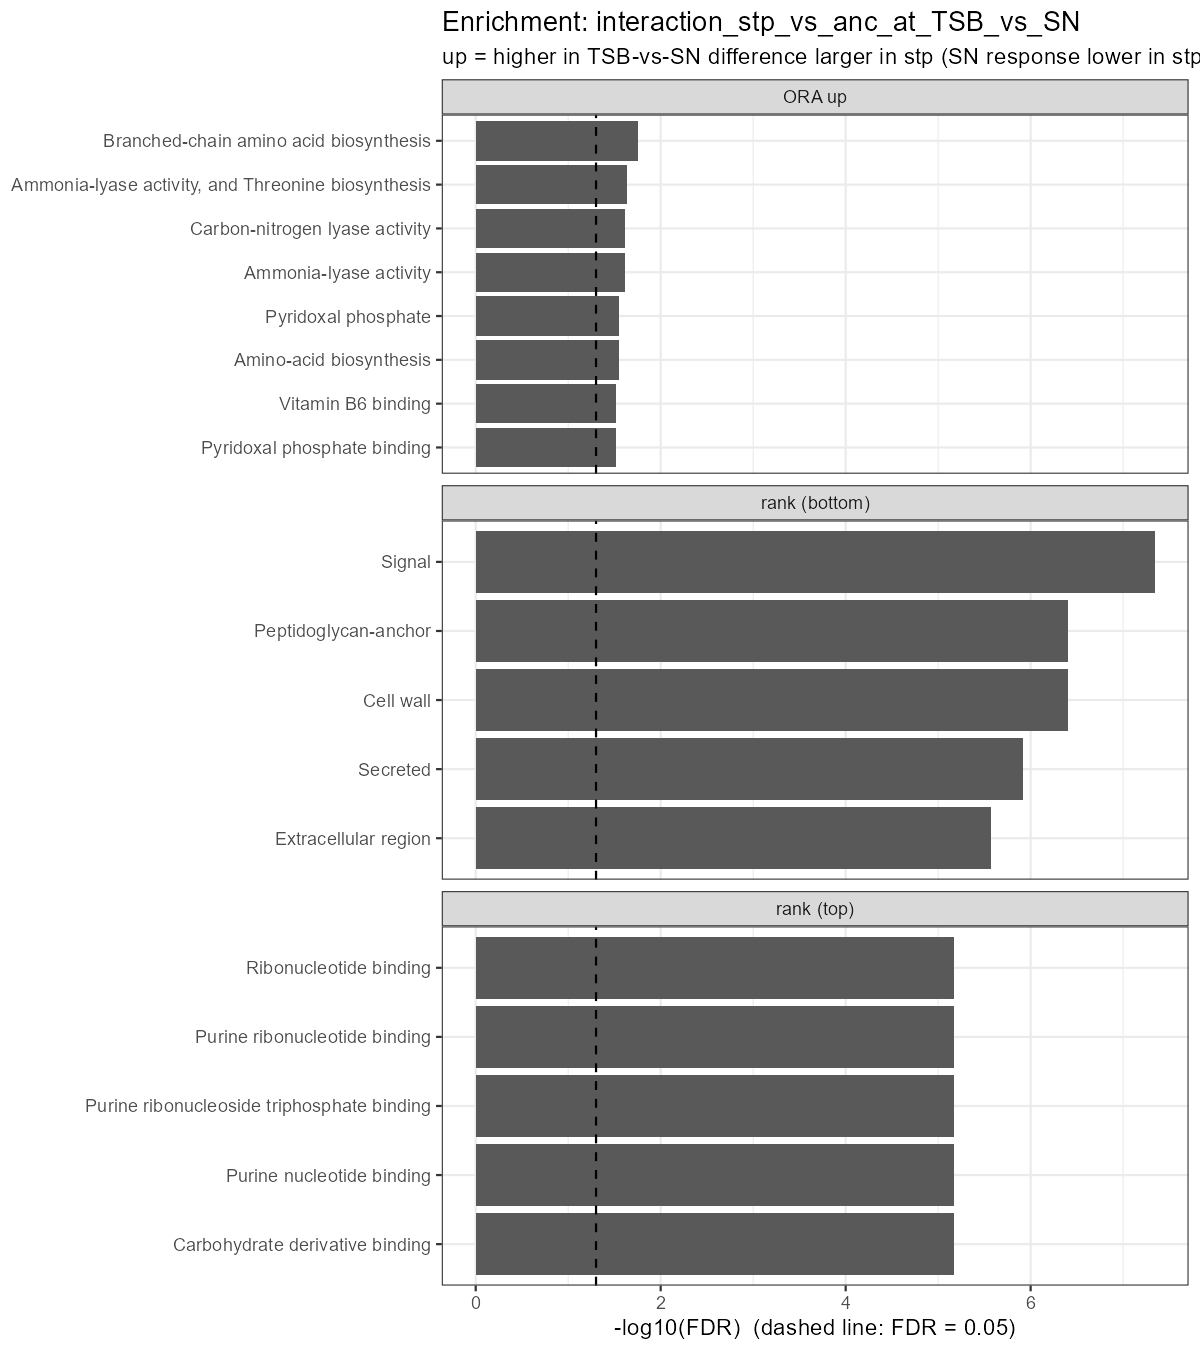 Enrichment: interaction_stp_vs_anc_at_TSB_vs_SN
up = higher in TSB-vs-SN difference larger in stp (SN response lower in stp
ORA up
Branched-chain amino acid biosynthesis
Ammonia-lyase activity, and Threonine biosynthesis
Carbon-nitrogen lyase activity
Ammonia-lyase activity
Pyridoxal phosphate
Amino-acid biosynthesis
Vitamin B6 binding
Pyridoxal phosphate binding
rank (bottom)
Signal
Peptidoglycan-anchor
Cell wall
Secreted
Extracellular region
rank (top)
Ribonucleotide binding
Purine ribonucleotide binding
Purine ribonucleoside triphosphate binding
Purine nucleotide binding
Carbohydrate derivative binding
0 2 4 6
-log10(FDR) (dashed line: FDR = 0.05)